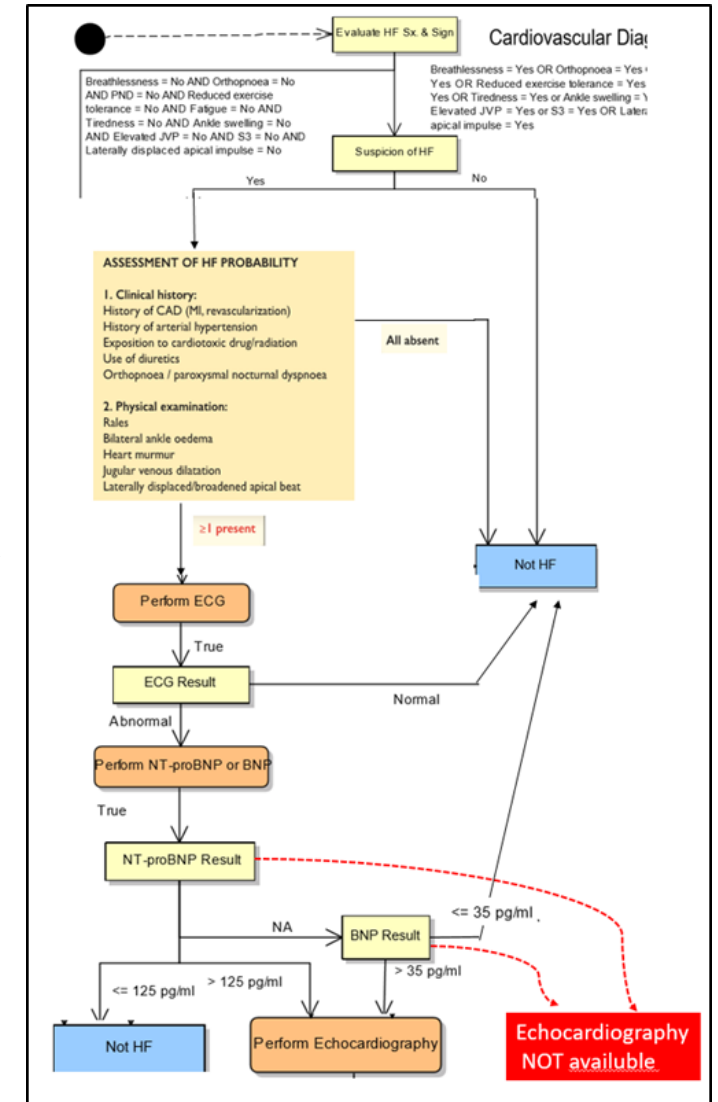 Evaluate HF Sx. & Sign
Cardiovascular Diag
Breathlessness = No AND Orthopnoea = No
AND PND = No AND Reduced exercise
tolerance = No AND Fatigue = No AND
Tiredness = No AND Ankle swelling = No
AND Elevated JVP = No AND S3 = No AND
Laterally displaced apical impulse = No
Breathlessness = Yes OR Orthopnoea = Yes
Yes OR Reduced exercise tolerance = Yes
Yes OR Tiredness = Yes or Ankle swelling =
Elevated JVP = Yes or S3 = Yes OR
apical impulse = Yes
Suspicion of HF
Yes
No
ASSESSMENT OF HF PROBABILITY
1. Clinical history:
History of CAD (MI, revascularization)
History of arterial hypertension
Exposition to cardiotoxic drug/radiation
Use of diuretics
Orthopnoea / paroxysmal nocturnal dyspnoea
2. Physical examination:
Rales
Bilateral ankle oedema
Heart murmur
Jugular venous dilatation
Laterally displaced/broadened apical beat
All absent
≥1 present
Not HF
Perform ECG
True
ECG Result
Normal
Abnormal
Perform NT-proBNP or BNP
True
NT-proBNP Result
<= 35 pg/ml
NA
BNP Result
> 35 pg/ml
<= 125 pg/ml
> 125 pg/ml
Not HF
Perform Echocardiography
Echocardiography
NOT available